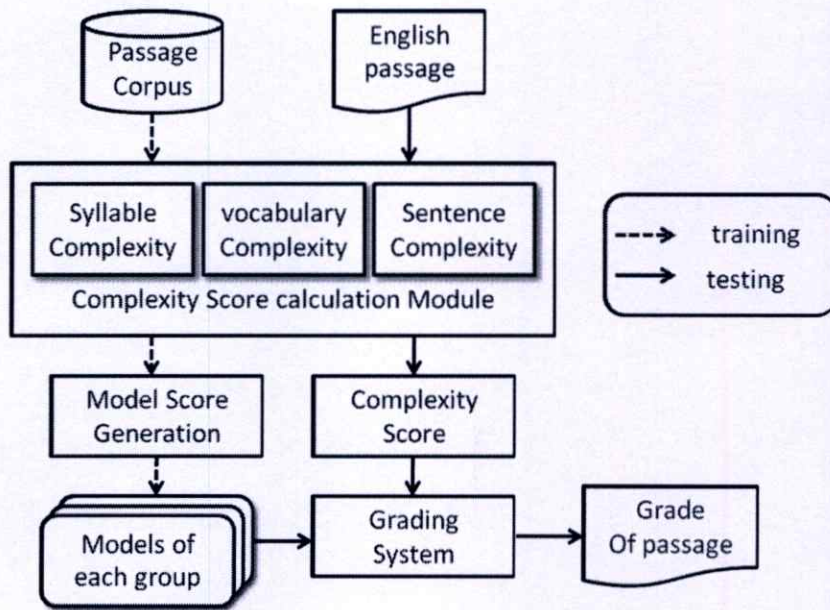 Passage
Corpus
English
passage
Syllable
Complexity
vocabulary
Complexity
Sentence
Complexity
Complexity Score calculation Module
training
testing
Model Score
Generation
Complexity
Score
Models of
each group
Grading
System
Grade
Of passage